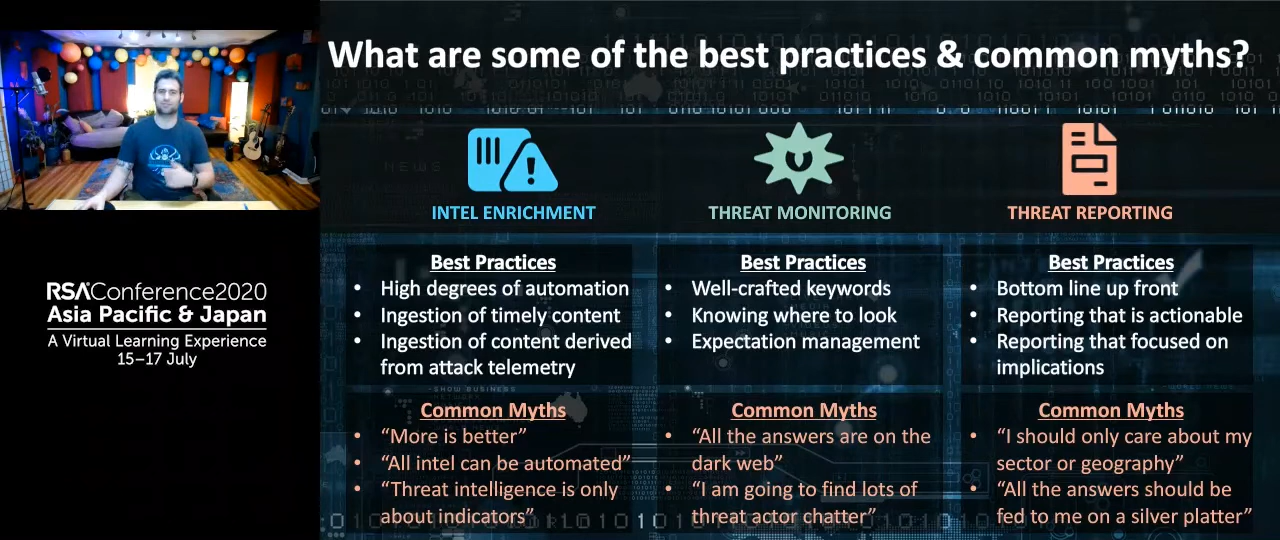 What are some of the best practices & common myths?
RSAConference2020
Asia Pacific & Japan
A Virtual Learning Experience
15–17 July
INTEL ENRICHMENT
Best Practices
• High degrees of automation
• Ingestion of timely content
• Ingestion of content derived
from attack telemetry
Common Myths
• “More is better”
• “All intel can be automated”
• “Threat intelligence is only
about indicators”
THREAT MONITORING
Best Practices
• Well-crafted keywords
• Knowing where to look
• Expectation management
Common Myths
• “All the answers are on the
dark web”
• “I am going to find lots of
threat actor chatter”
THREAT REPORTING
Best Practices
• Bottom line up front
• Reporting that is actionable
• Reporting that focused on
implications
Common Myths
• “I should only care about my
sector or geography”
• “All the answers should be
fed to me on a silver platter”
NEWS
SHOW BUSINESS